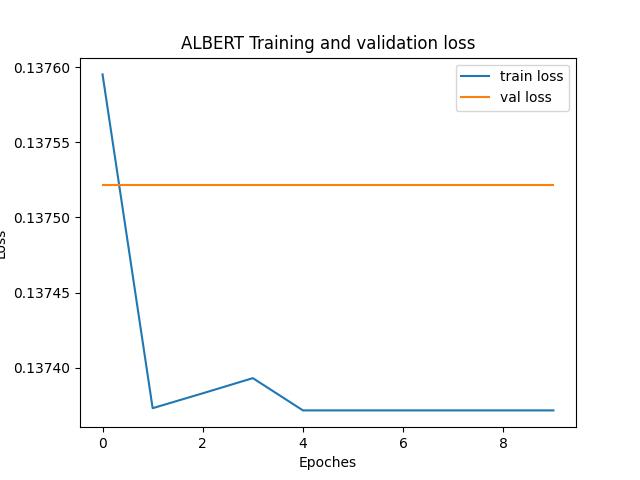 ALBERT Training and validation loss
train loss
val loss
0.13760
0.13755
0.13750
0.13745
0.13740
Loss
0 2 4 6 8
Epoches